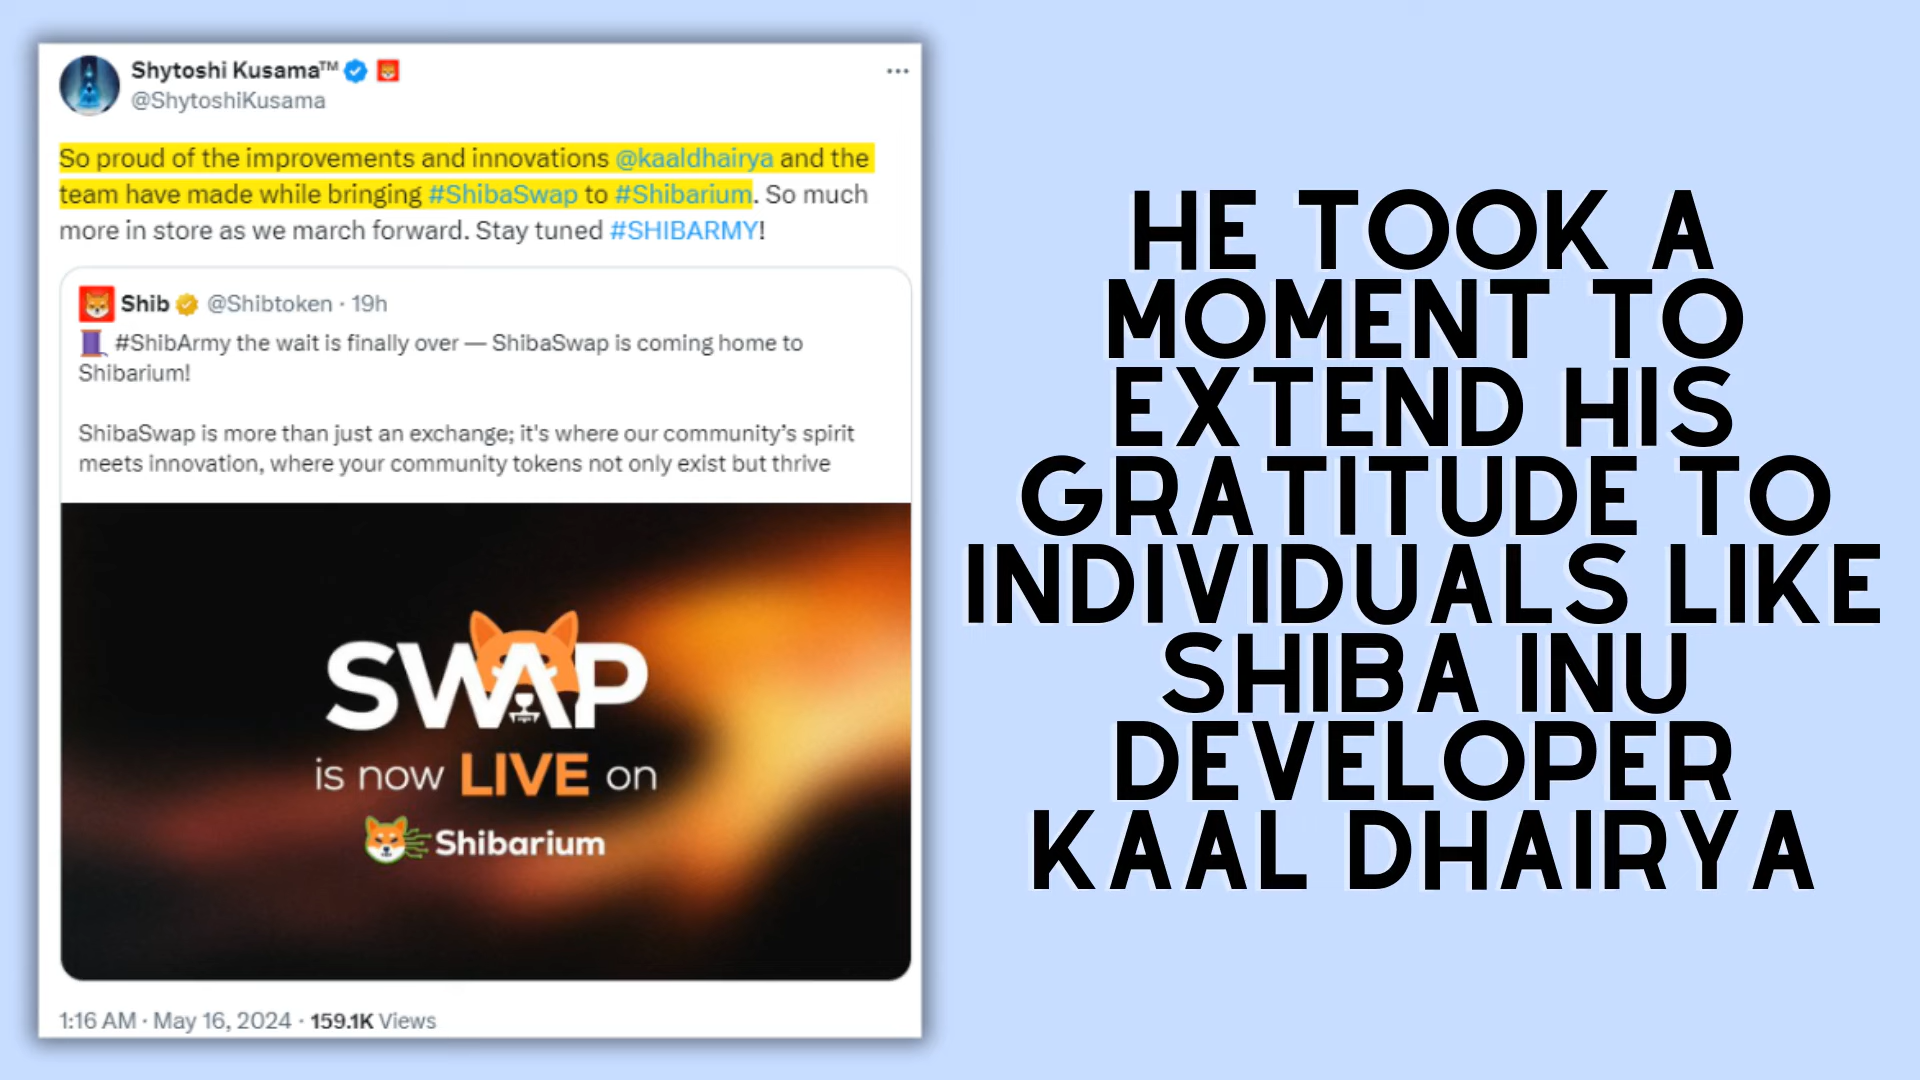 Shytoshi Kusama™
@ShytoshiKusama
So proud of the improvements and innovations @kaaldhairya and the
team have made while bringing #ShibaSwap to #Shibarium. So much
more in store as we march forward. Stay tuned #SHIBARMY!
Shib @Shibtoken · 19h
#ShibArmy the wait is finally over — ShibaSwap is coming home to
Shibarium!
ShibaSwap is more than just an exchange; it's where our community’s spirit
meets innovation, where your community tokens not only exist but thrive
SWAP
is now LIVE on
Shibarium
1:16 AM · May 16, 2024 · 159.1K Views
HE TOOK A
MOMENT TO
EXTEND HIS
GRATITUDE TO
INDIVIDUALS LIKE
SHIBA INU
DEVELOPER
KAAL DHAIRYA